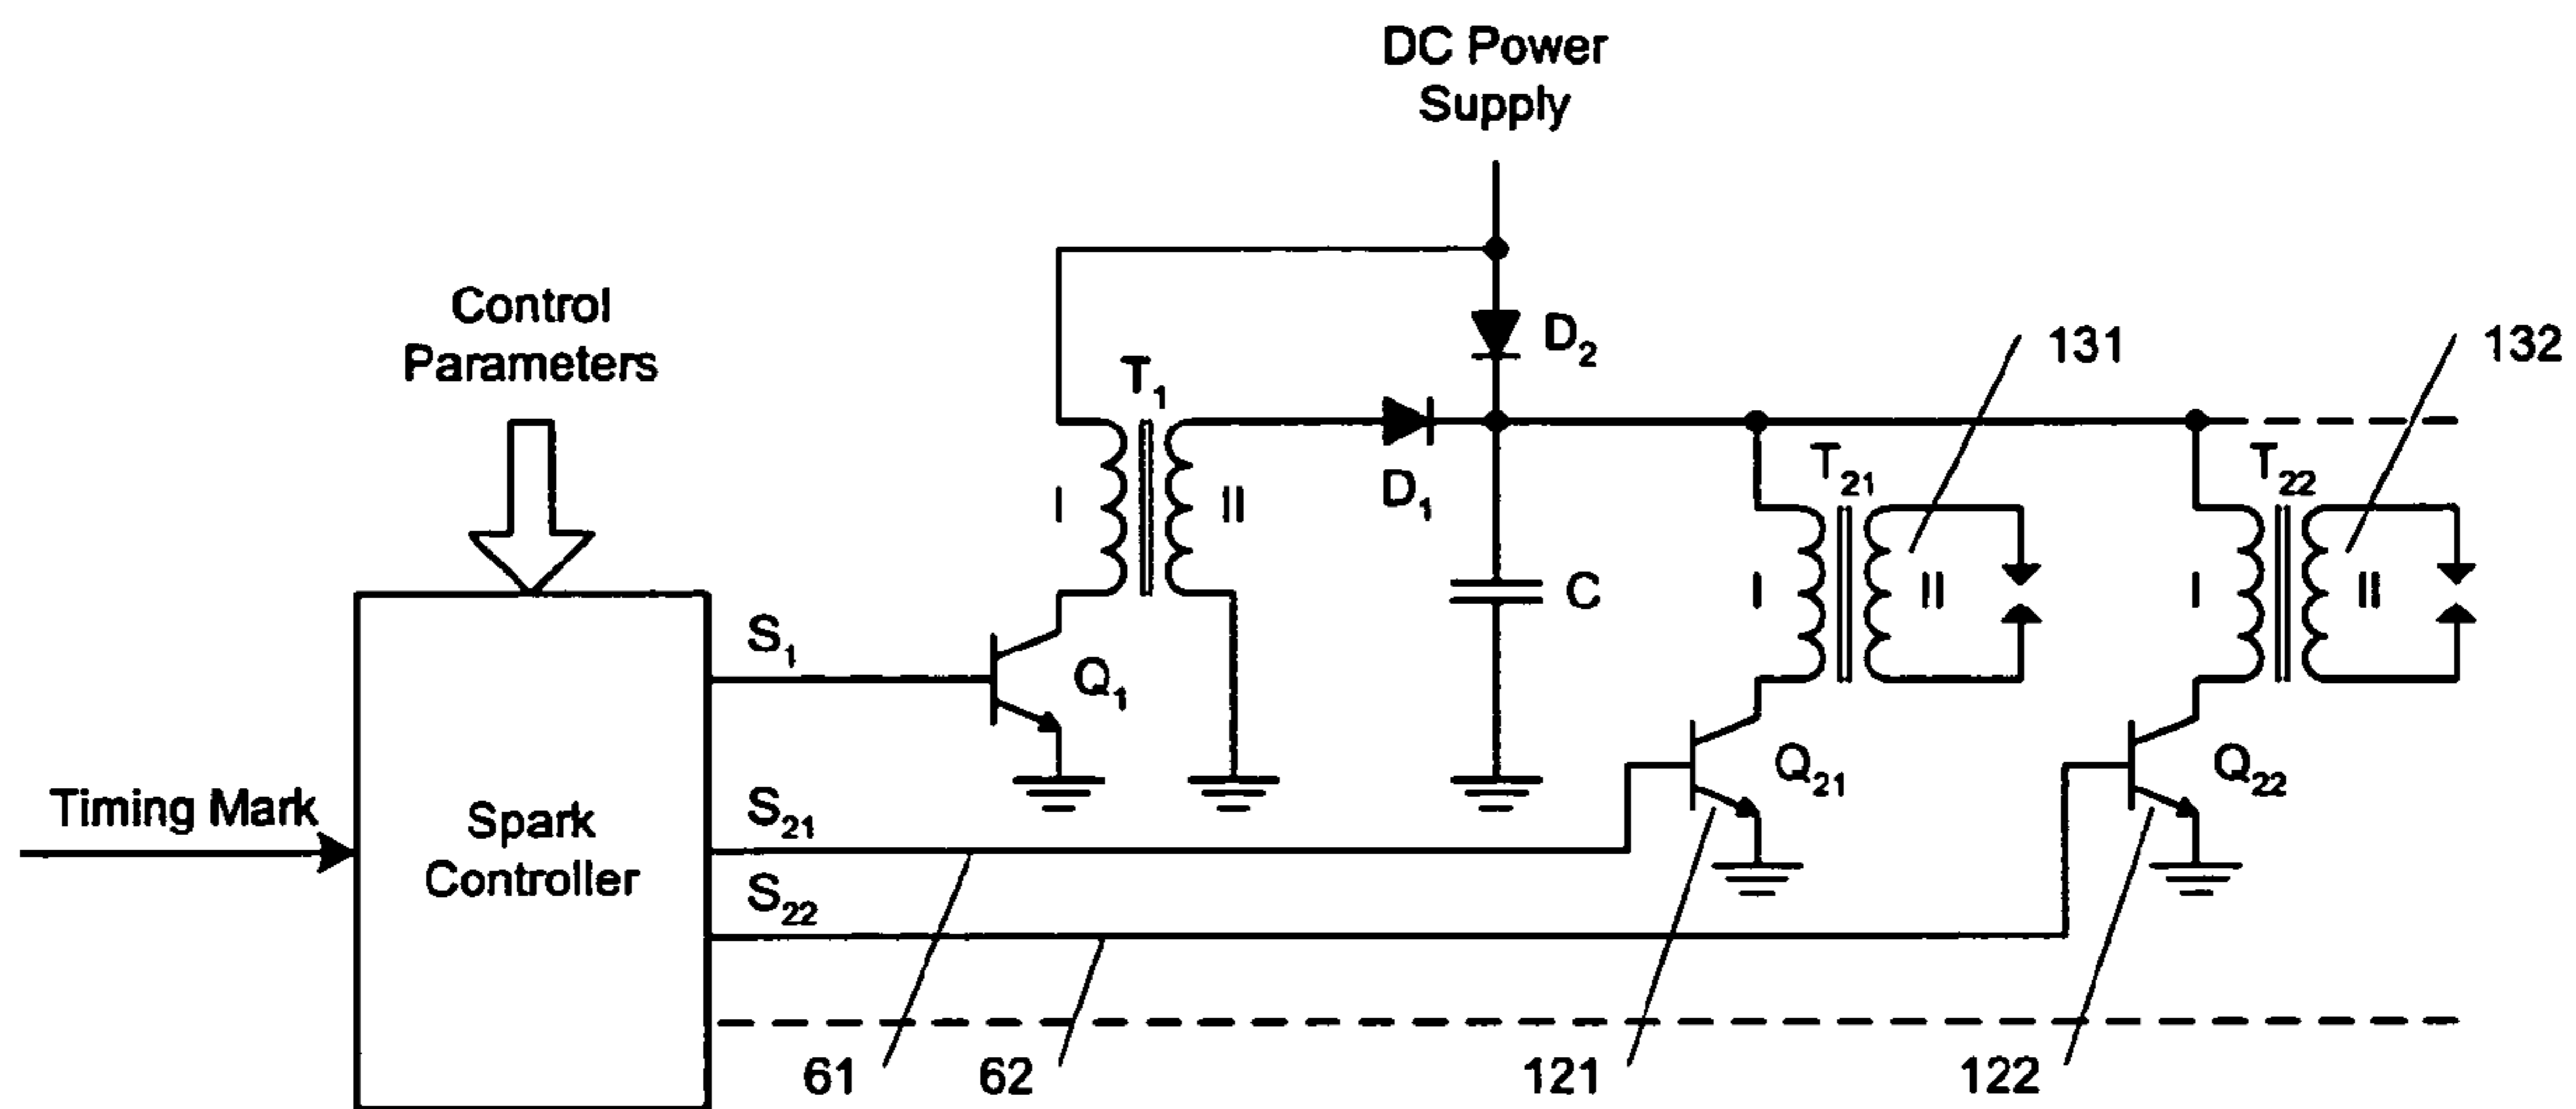 DC Power
Supply
Control
Parameters
D₂
131
132
T₁
D₁
T₂₁
T₂₂
I
II
C
I
II
I
II
S₁
Q₁
Q₂₁
Q₂₂
Timing Mark
Spark
Controller
S₂₁
S₂₂
61
62
121
122